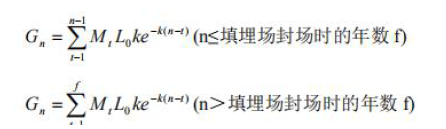 G_n = \sum_{t-1}^{n-1} M_t L_0 k e^{-k(n-t)} (n≤填埋场封场时的年数 f)
G_n = \sum_{t-1}^{f} M_t L_0 k e^{-k(n-t)} (n＞填埋场封场时的年数 f)